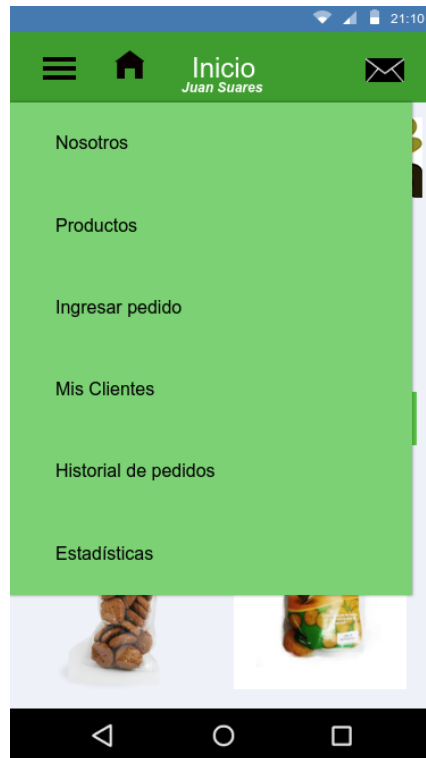 21:10
Inicio
Juan Suares
Nosotros
Productos
Ingresar pedido
Mis Clientes
Historial de pedidos
Estadísticas